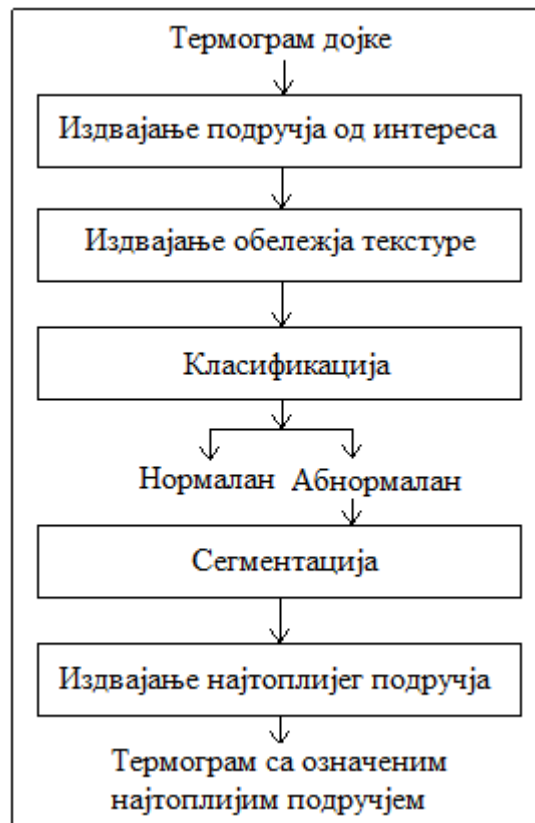 Термограм дојке
Издвајање подручја од интереса
Издвајање обележја текстуре
Класификација
Нормалан Абнормалан
Сегментација
Издвајање најтоплијег подручја
Термограм са означеним
најтоплијим подручјем